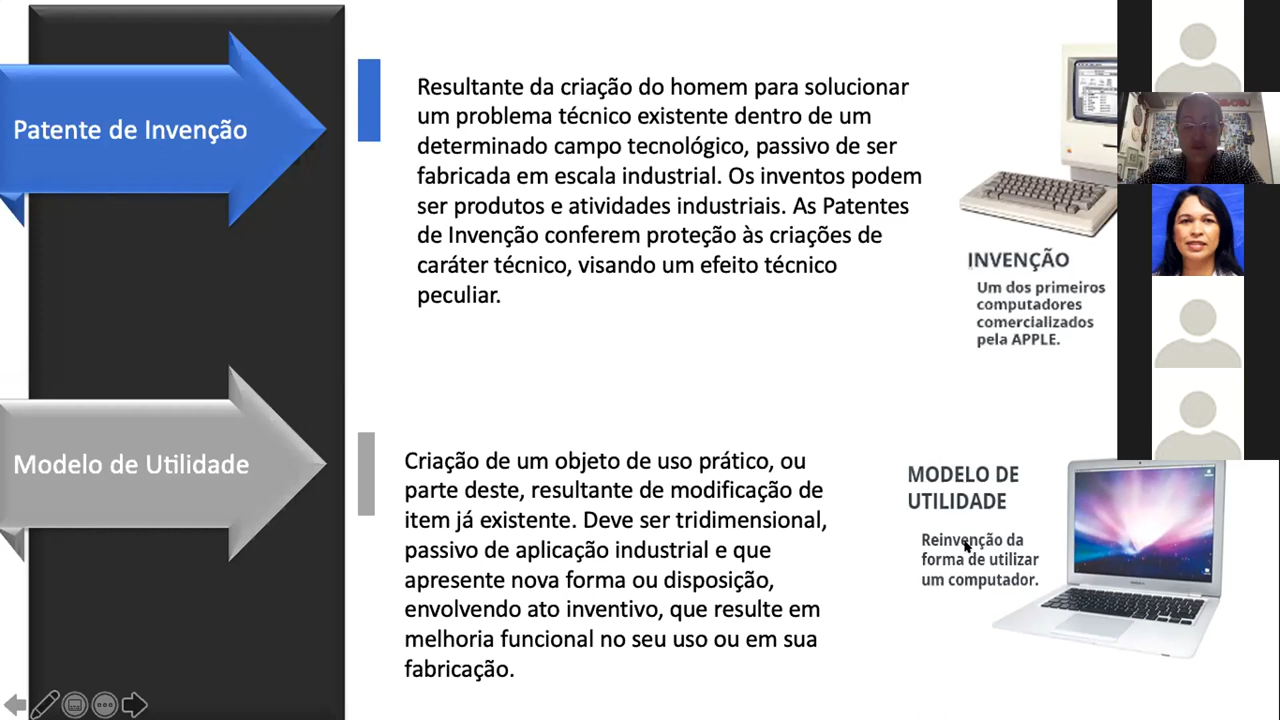 Patente de Invenção
Resultante da criação do homem para solucionar
um problema técnico existente dentro de um
determinado campo tecnológico, passivo de ser
fabricada em escala industrial. Os inventos podem
ser produtos e atividades industriais. As Patentes
de Invenção conferem proteção às criações de
caráter técnico, visando um efeito técnico
peculiar.
INVENÇÃO
Um dos primeiros
computadores
comercializados
pela APPLE.
Modelo de Utilidade
Criação de um objeto de uso prático, ou
parte deste, resultante de modificação de
item já existente. Deve ser tridimensional,
passivo de aplicação industrial e que
apresente nova forma ou disposição,
envolvendo ato inventivo, que resulte em
melhoria funcional no seu uso ou em sua
fabricação.
MODELO DE
UTILIDADE
Reinvenção da
forma de utilizar
um computador.